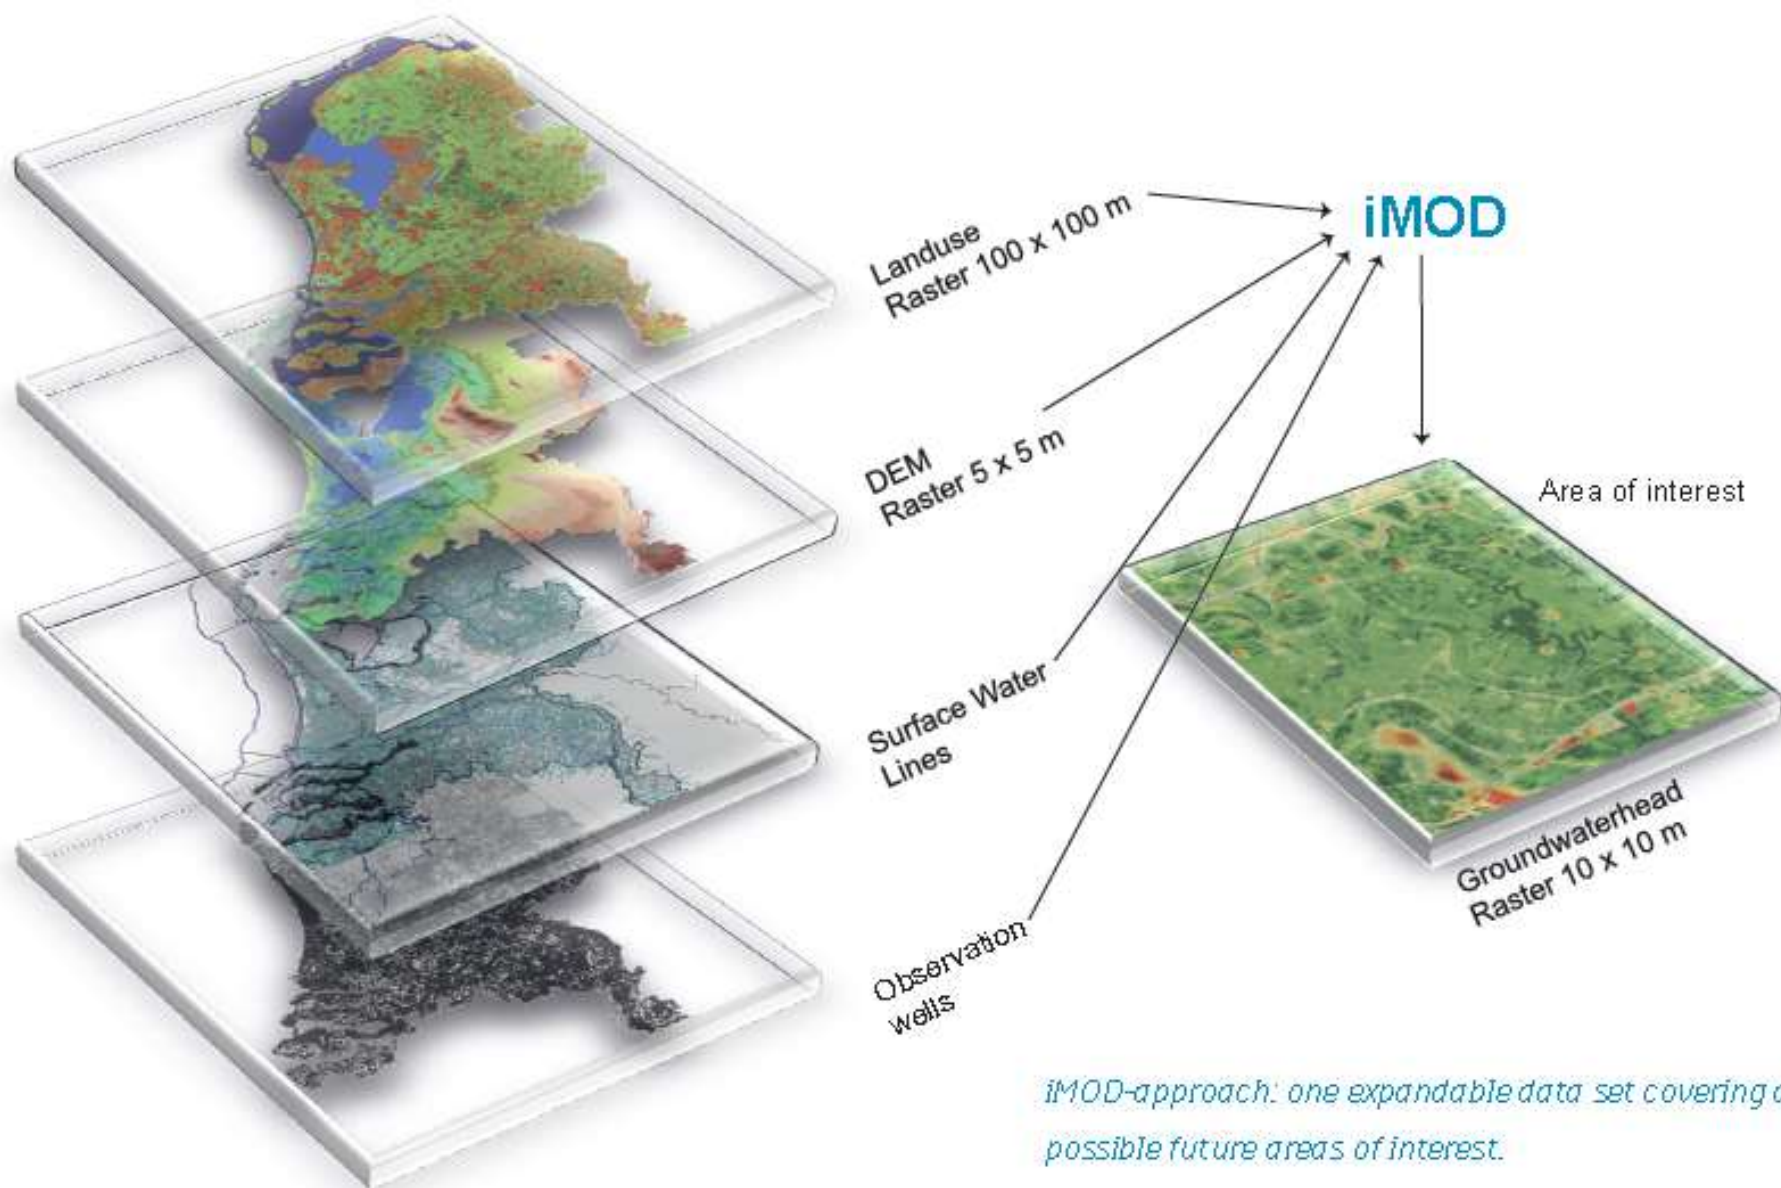 Landuse
Raster 100 x 100 m
iMOD
DEM
Raster 5 x 5 m
Area of interest
Surface Water
Lines
Groundwaterhead
Raster 10 x 10 m
Observation
wells
iMOD-approach: one expandable data set covering
possible future areas of interest.